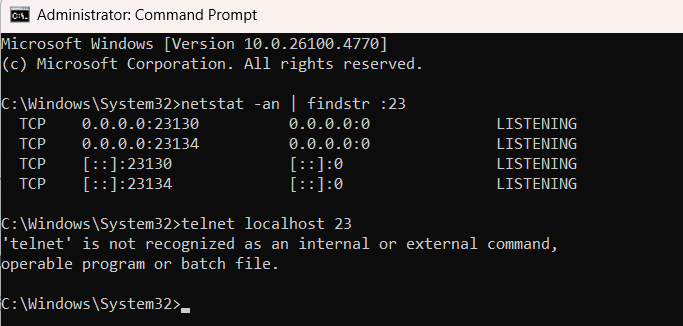 Administrator: Command Prompt
Microsoft Windows [Version 10.0.26100.4770]
(c) Microsoft Corporation. All rights reserved.
C:\Windows\System32>netstat -an | findstr :23
TCP    0.0.0.0:23130          0.0.0.0:0              LISTENING
TCP    0.0.0.0:23134          0.0.0.0:0              LISTENING
TCP    [::]:23130             [::]:0                 LISTENING
TCP    [::]:23134             [::]:0                 LISTENING
C:\Windows\System32>telnet localhost 23
'telnet' is not recognized as an internal or external command,
operable program or batch file.
C:\Windows\System32>